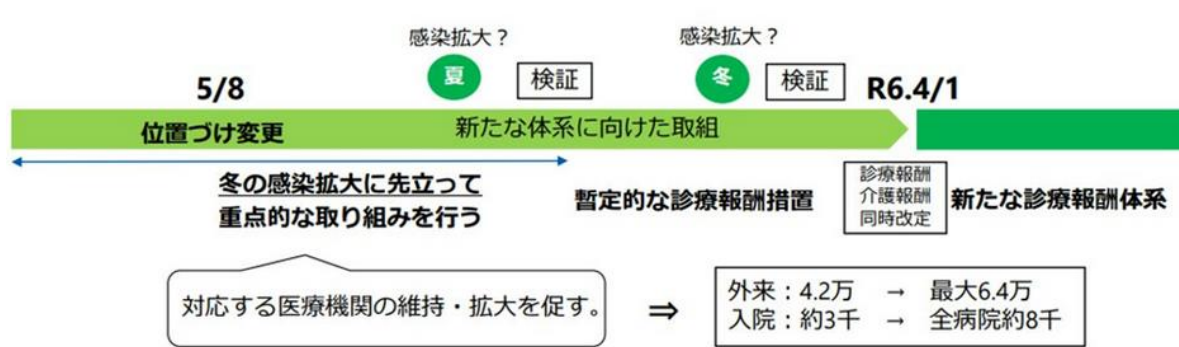 感染拡大？
感染拡大？
夏
検証
冬
検証
5/8
R6.4/1
位置づけ変更
新たな体系に向けた取組
冬の感染拡大に先立って
重点的な取り組みを行う
暫定的な診療報酬措置
診療報酬
介護報酬
同時改定
新たな診療報酬体系
対応する医療機関の維持・拡大を促す。
⇒
外来：4.2万 → 最大6.4万
入院：約3千 → 全病院約8千